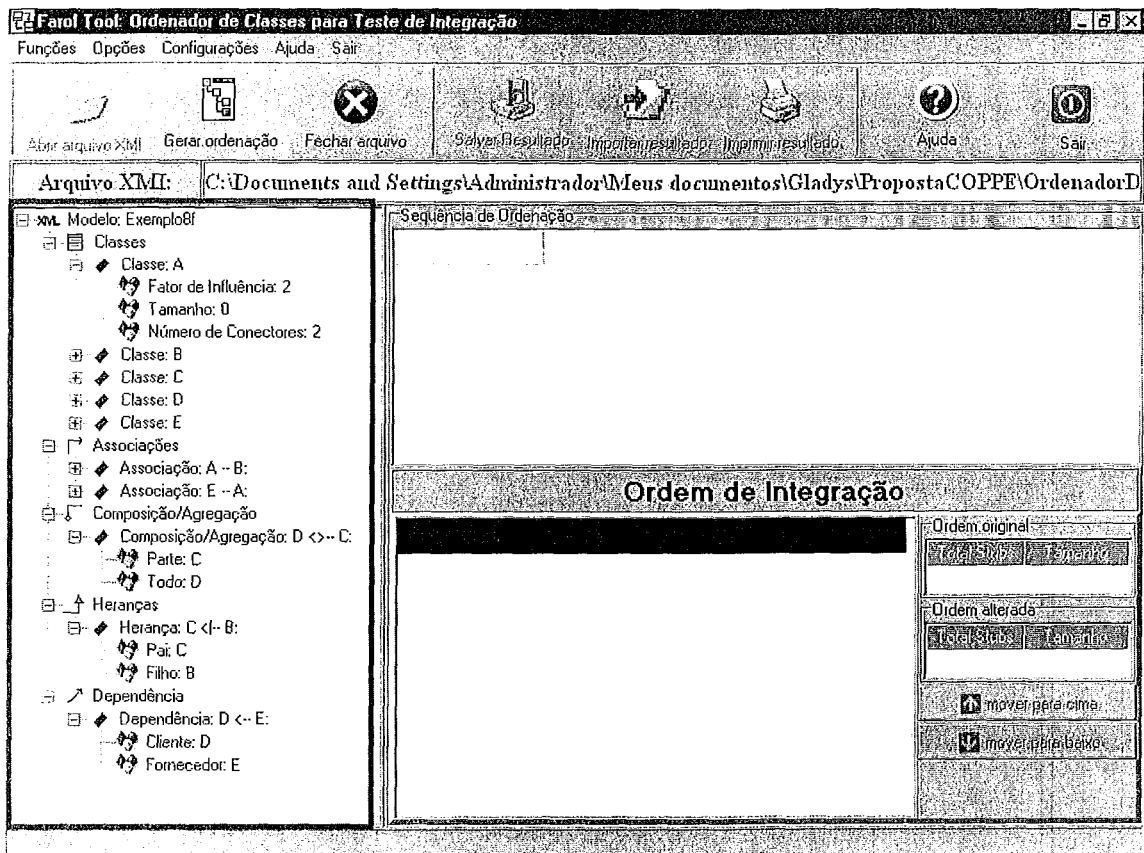 Farol Tool: Ordenador de Classes para Teste de Integração
Funções Opções Configurações Ajuda Sair
Abrir arquivo XMI Gerar ordenação Fechar arquivo Salvar Resultado Importar resultado Imprimir resultado Ajuda Sair
Arquivo XMI: C:\Documents and Settings\Administrador\Meus documentos\Gladys\PropostaCOPPE\OrdenadorD
XML Modelo: Exemplo8f
Classes
Classe: A
Fator de Influência: 2
Tamanho: 0
Número de Conectores: 2
Classe: B
Classe: C
Classe: D
Classe: E
Associações
Associação: A -- B:
Associação: E -- A:
Composição/Agregação
Composição/Agregação: D <>-- C:
Parte: C
Todo: D
Heranças
Herança: C <|-- B:
Pai: C
Filho: B
Dependência
Dependência: D <-- E:
Cliente: D
Fornecedor: E
Sequência de Ordenação
Ordem de Integração
Ordem original
Total Stubs Tamanho
Ordem alterada
Total Stubs Tamanho
mover para cima
mover para baixo